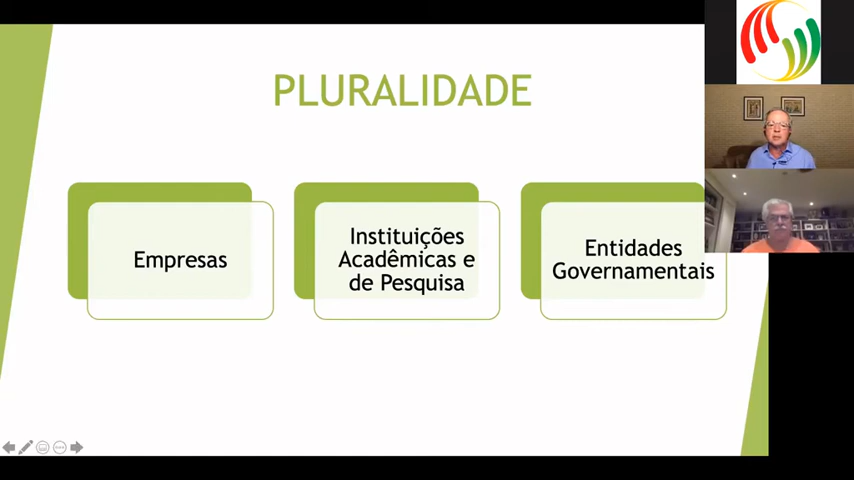 PLURALIDADE
Empresas
Instituições
Acadêmicas e
de Pesquisa
Entidades
Governamentais